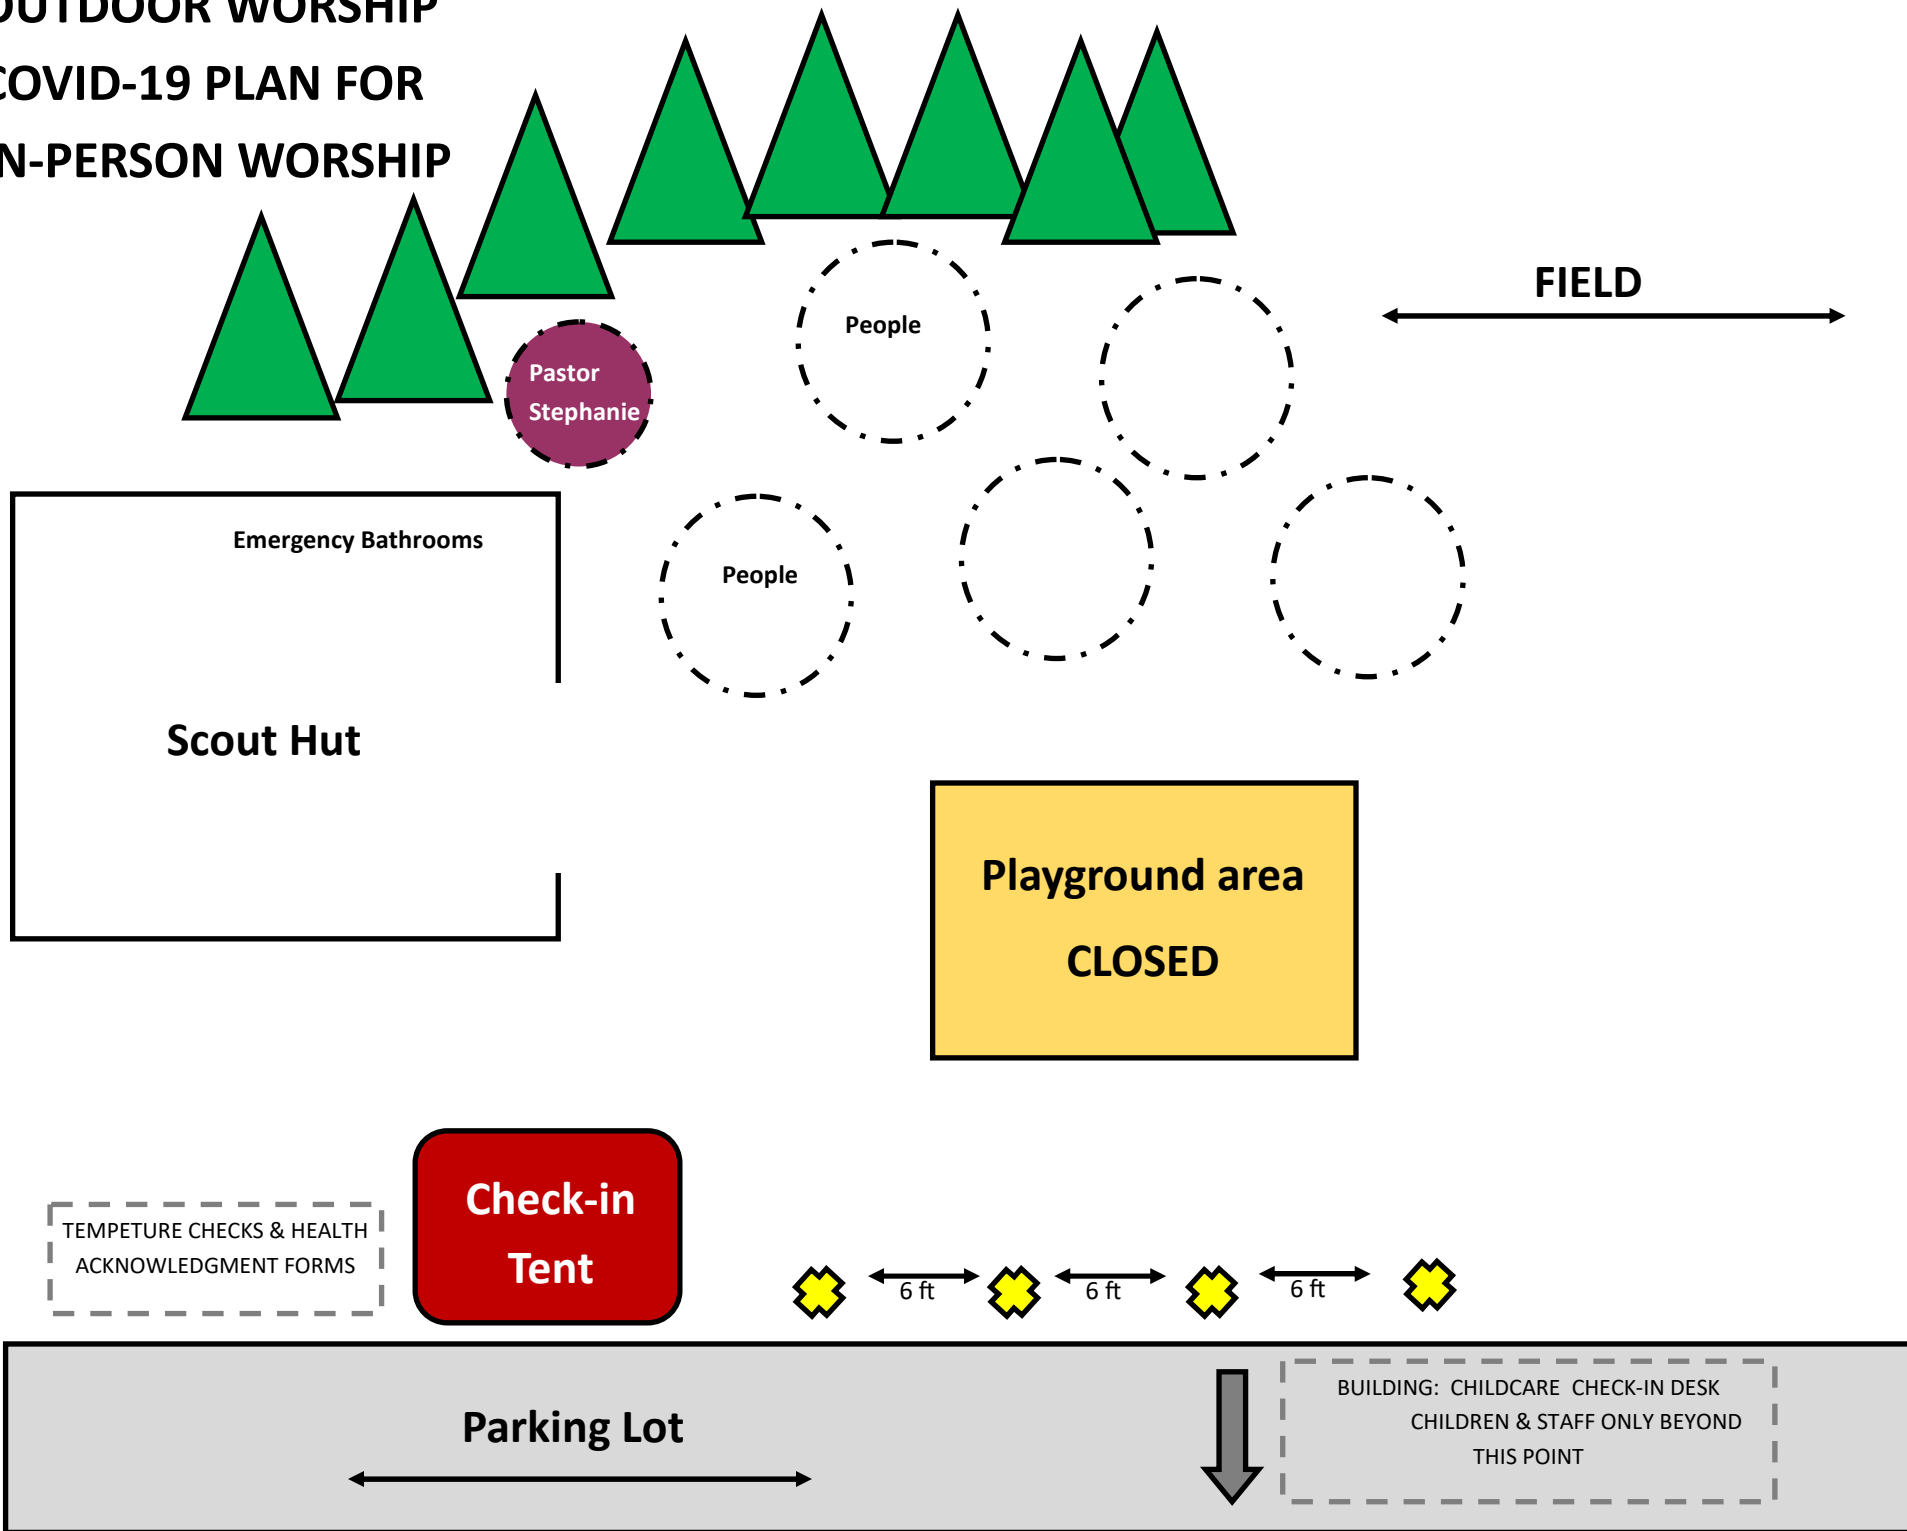 OUTDOOR WORSHIP
COVID-19 PLAN FOR
N-PERSON WORSHIP
FIELD
People
Pastor
Stephanie
Emergency Bathrooms
People
Scout Hut
Playground area
CLOSED
Check-in
Tent
TEMPETURE CHECKS & HEALTH
ACKNOWLEDGMENT FORMS
6 ft
6 ft
6 ft
BUILDING: CHILDCARE CHECK-IN DESK
CHILDREN & STAFF ONLY BEYOND
THIS POINT
Parking Lot